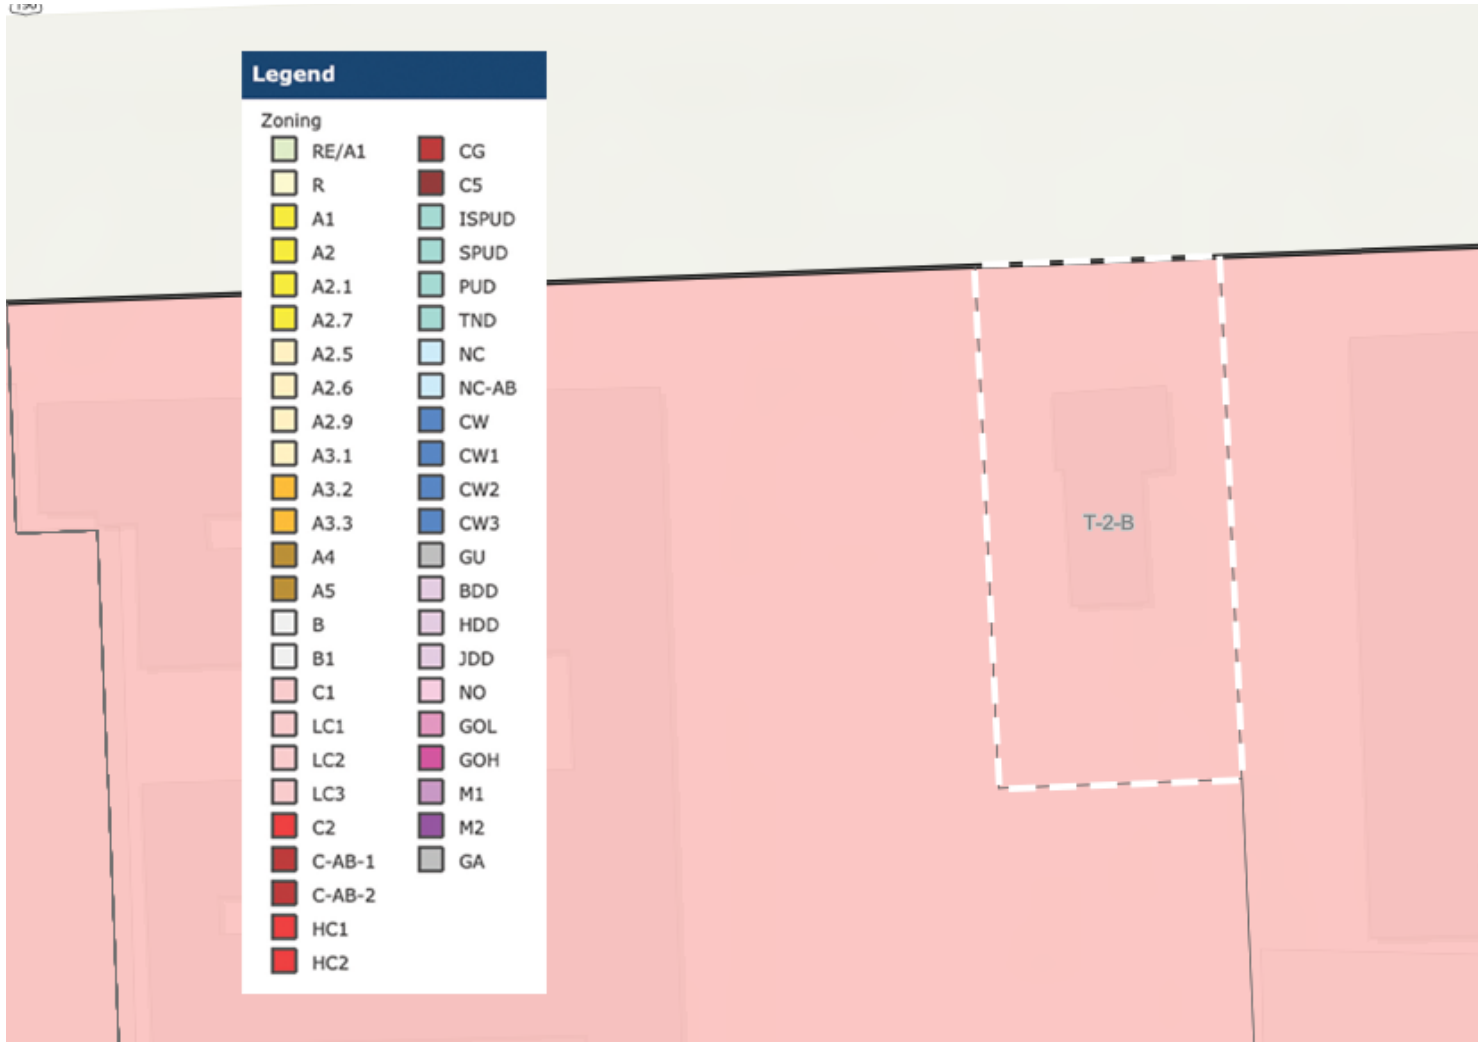 190
Legend
Zoning
RE/A1
R
A1
A2
A2.1
A2.7
A2.5
A2.6
A2.9
A3.1
A3.2
A3.3
A4
A5
B
B1
C1
LC1
LC2
LC3
C2
C-AB-1
C-AB-2
HC1
HC2
CG
C5
ISPUD
SPUD
PUD
TND
NC
NC-AB
CW
CW1
CW2
CW3
GU
BDD
HDD
JDD
NO
GOL
GOH
M1
M2
GA
T-2-B